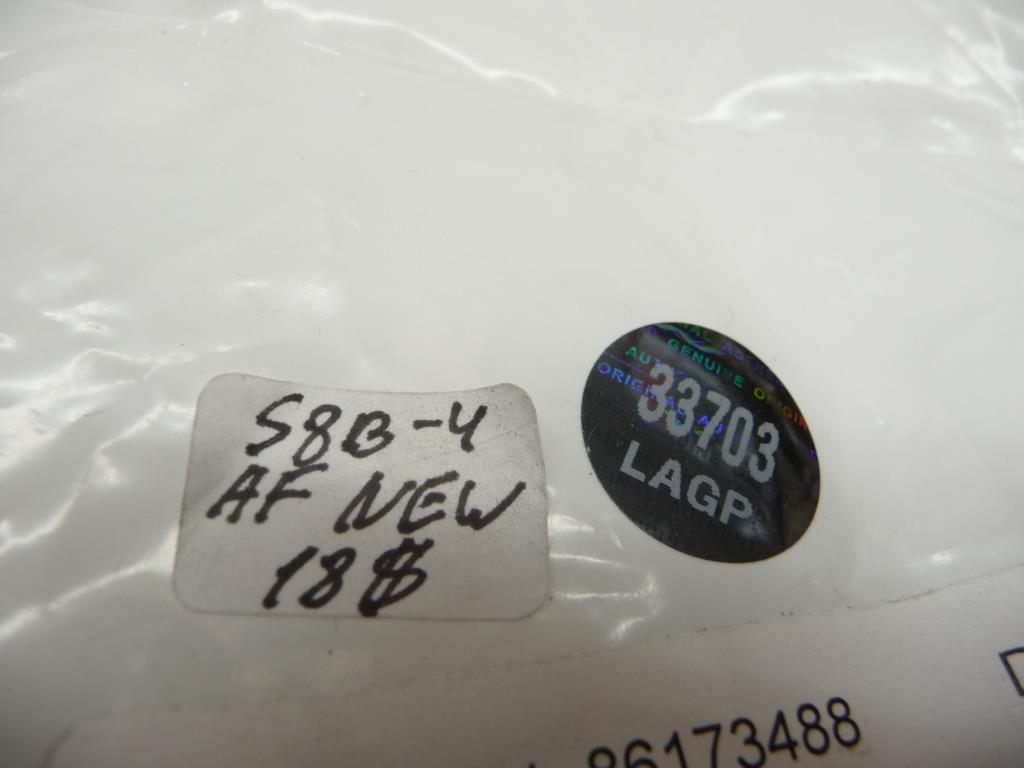 S8B-4
AF NEW
18$
GENUINE
33703
LAGP
86173488